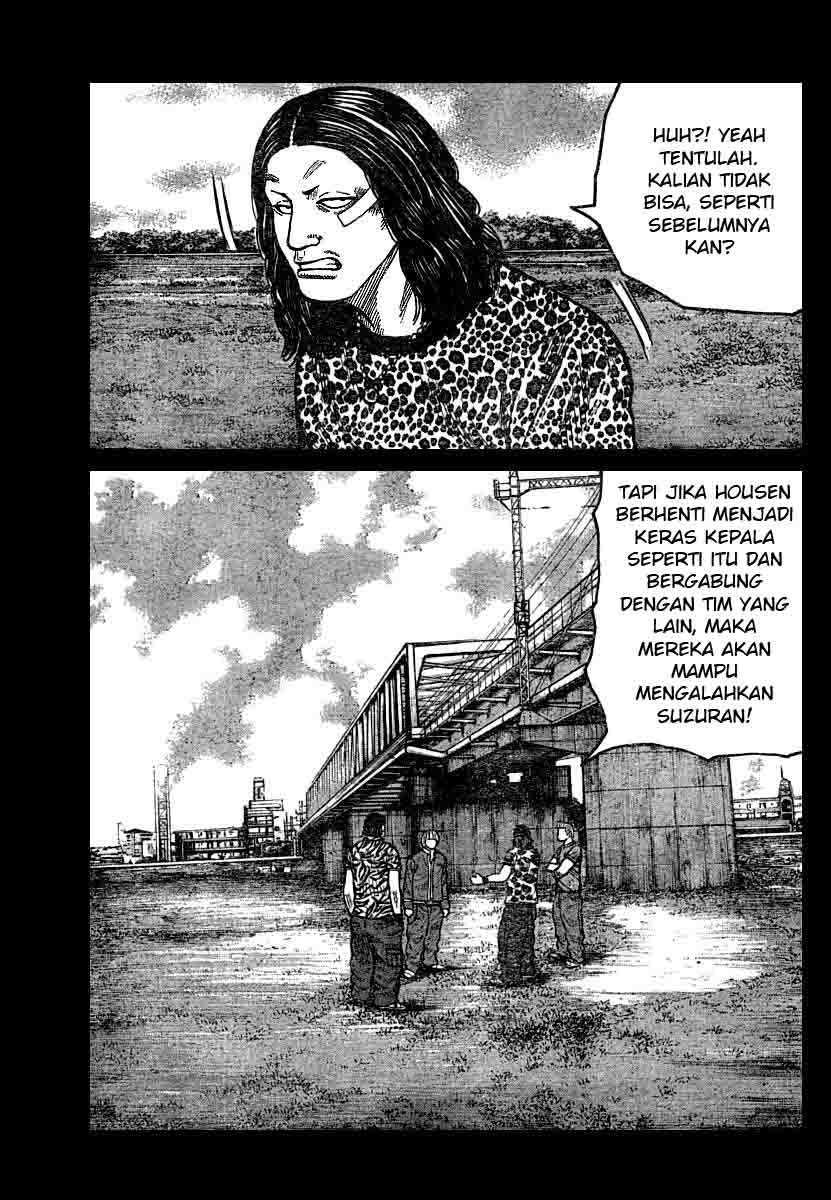 HUH?! YEAH
TENTULAH.
KALIAN TIDAK
BISA, SEPERTI
SEBELUMNYA
KAN?
TAPI JIKA HOUSEN
BERHENTI MENJADI
KERAS KEPALA
SEPERTI ITU DAN
BERGABUNG
DENGAN TIM YANG
LAIN, MAKA
MEREKA AKAN
MAMPU
MENGALAHKAN
SUZURAN!